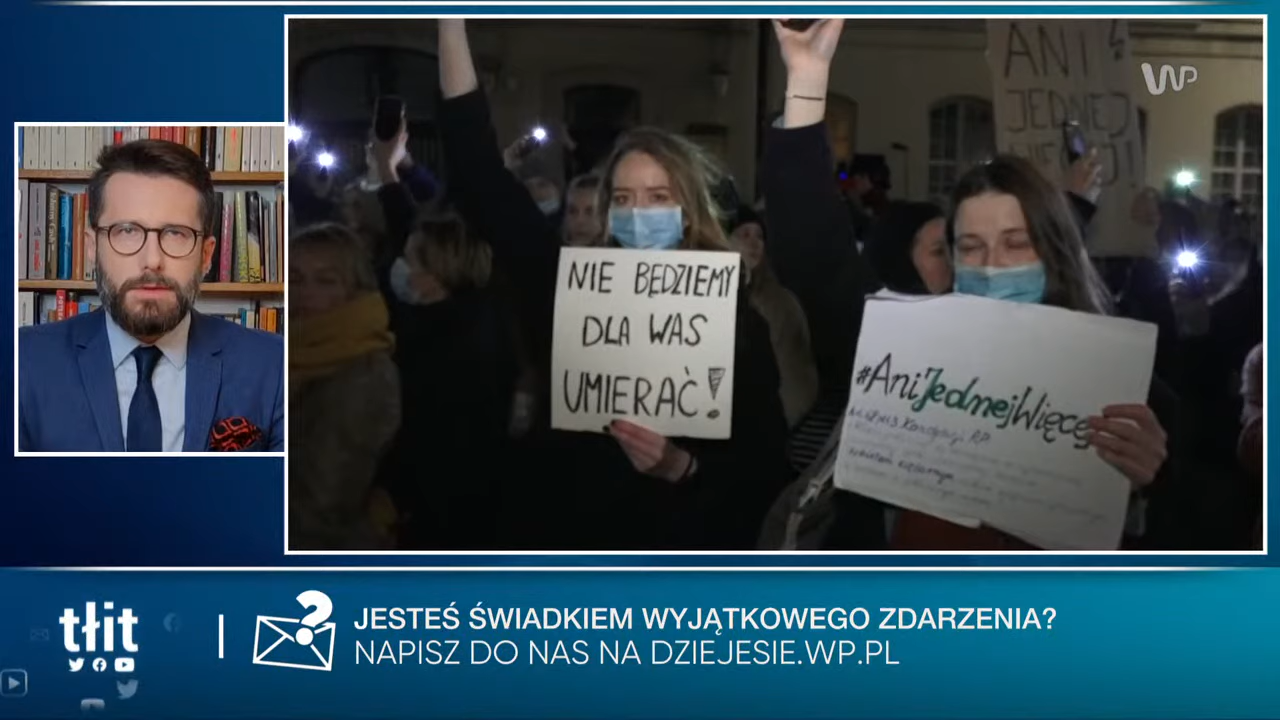 WP
ANI
JEDNEJ
NIE BĘDZIEMY
DLA WAS
UMIERAĆ!
#AniJednejWięcej
RP
tłit
JESTEŚ ŚWIADKIEM WYJĄTKOWEGO ZDARZENIA?
NAPISZ DO NAS NA DZIEJESIE.WP.PL